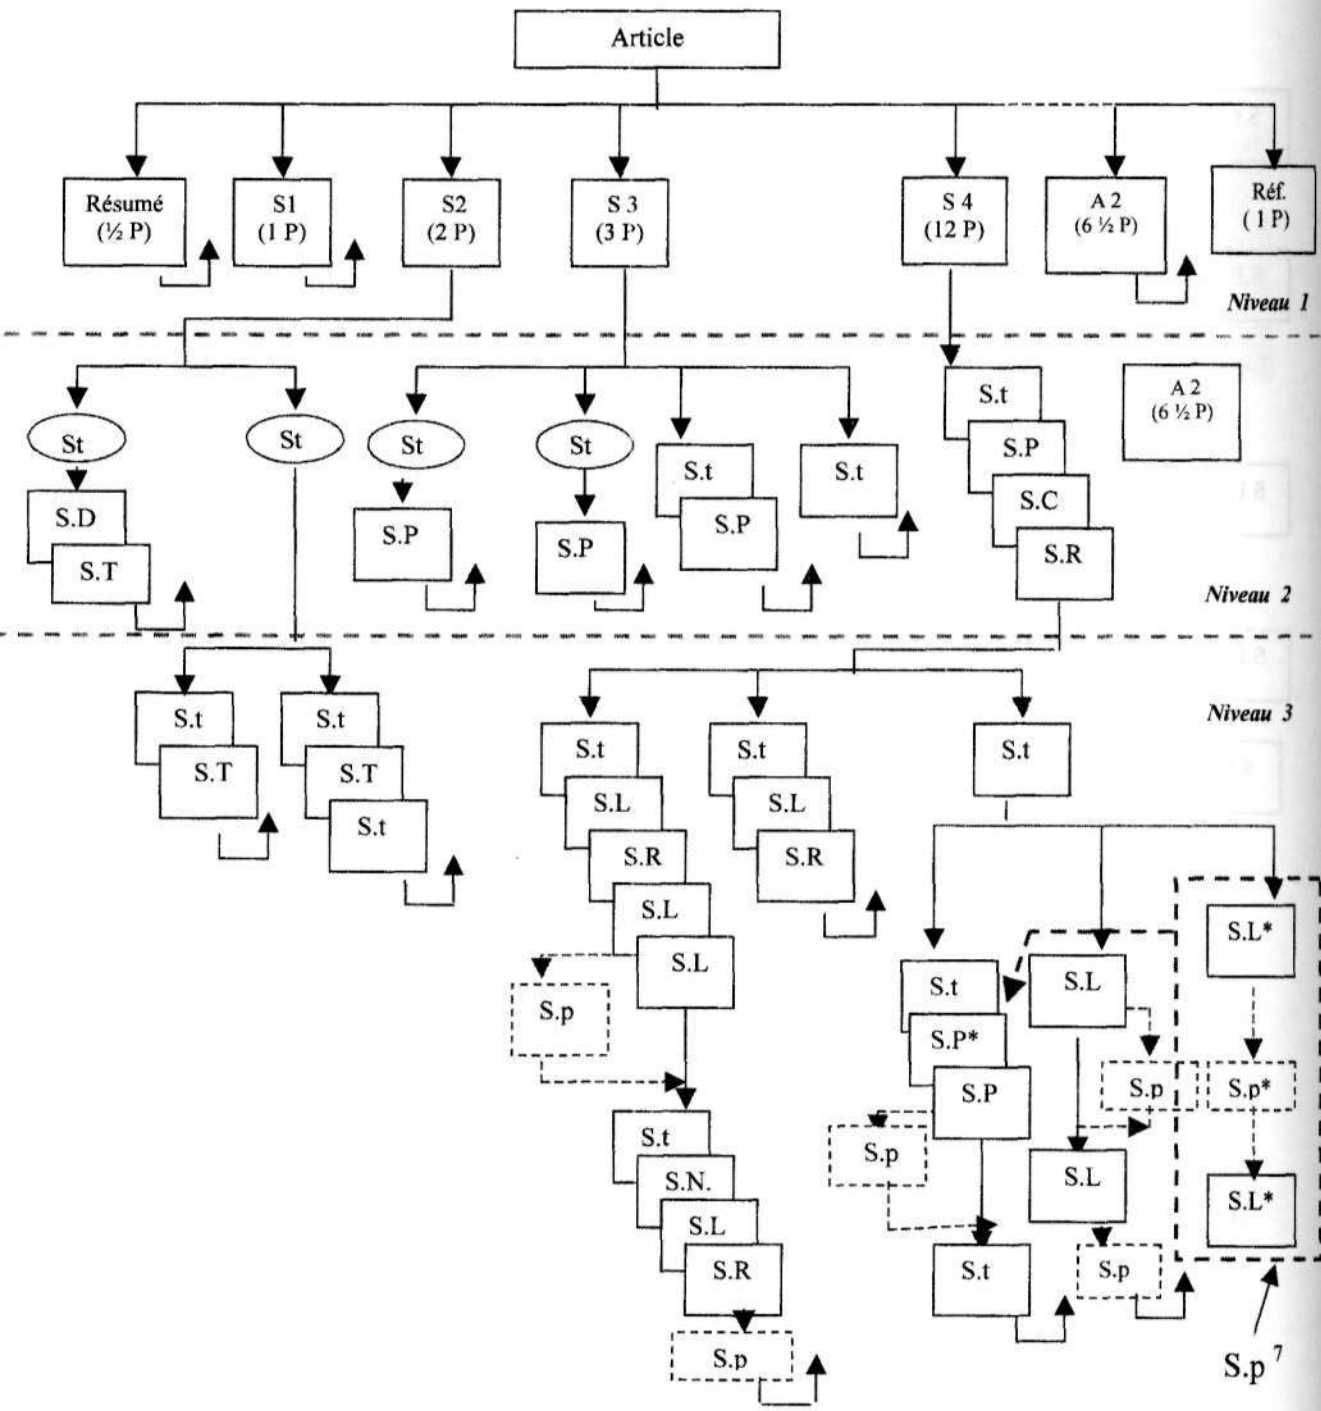 Article
Résumé
(½ P)
S1
(1 P)
S2
(2 P)
S 3
(3 P)
S 4
(12 P)
A 2
(6 ½ P)
Réf.
( 1 P)
Niveau 1
St
St
St
St
S.t
S.t
S.t
A 2
(6 ½ P)
S.D
S.T
S.P
S.P
S.P
S.P
S.C
S.R
Niveau 2
S.t
S.T
S.t
S.T
S.t
S.t
S.L
S.R
S.L
S.L
S.p
S.t
S.N.
S.L
S.R
S.p
S.t
S.L
S.R
S.t
Niveau 3
S.t
S.P*
S.P
S.p
S.t
S.L
S.p
S.L
S.p
S.L*
S.p*
S.L*
S.p 7